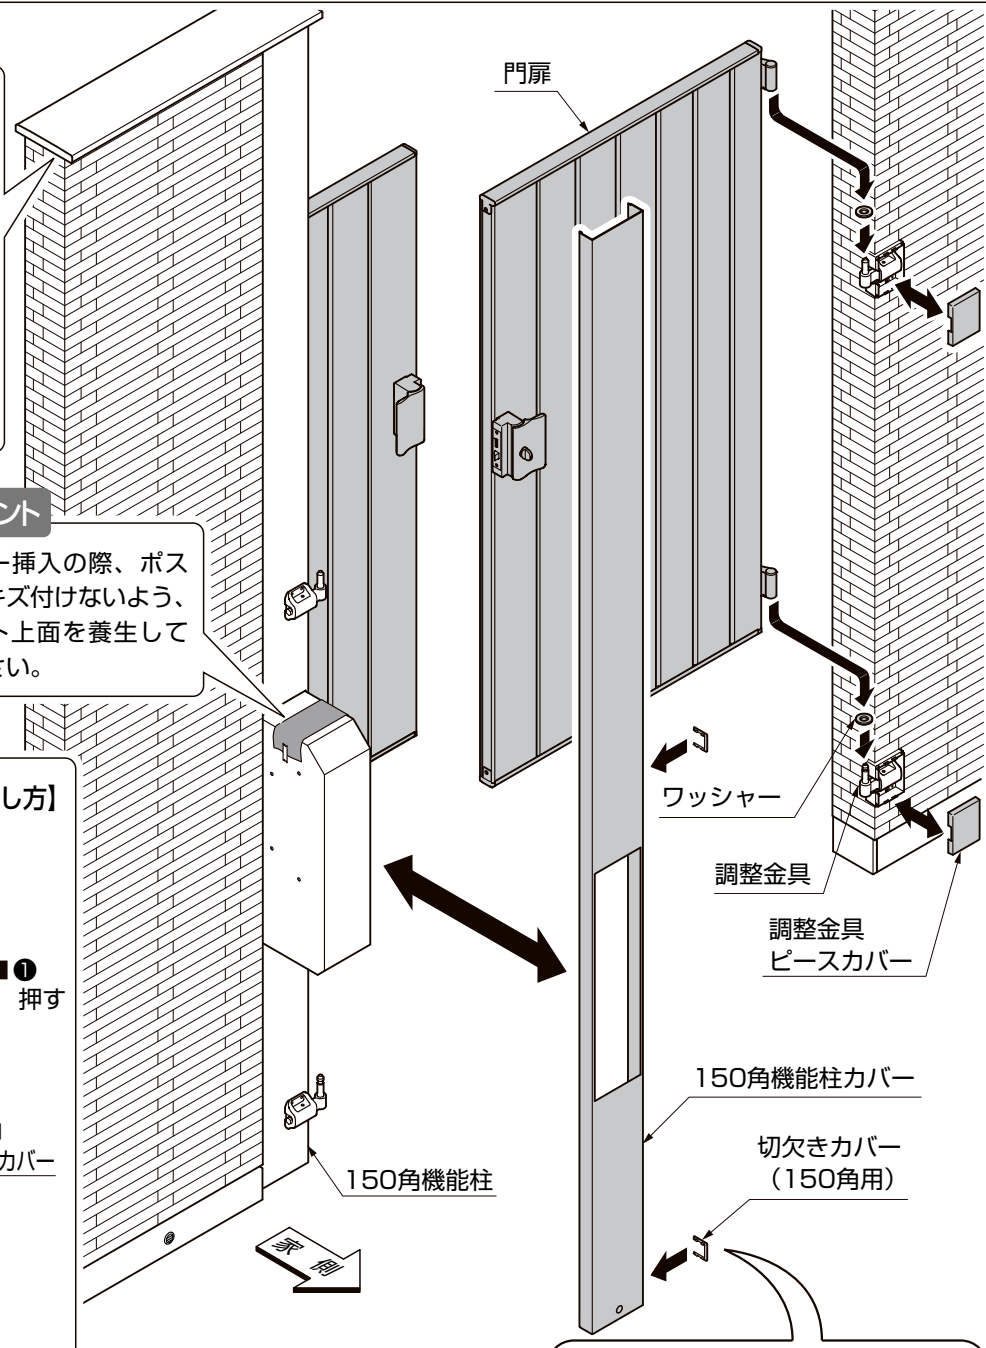 門扉
ント
ー挿入の際、ポス
キズ付けないよう、
ト上面を養生して
さい。
ワッシャー
し方】
調整金具
調整金具
ピースカバー
❶
押す
150角機能柱カバー
カバー
切欠きカバー
（150角用）
150角機能柱
家側